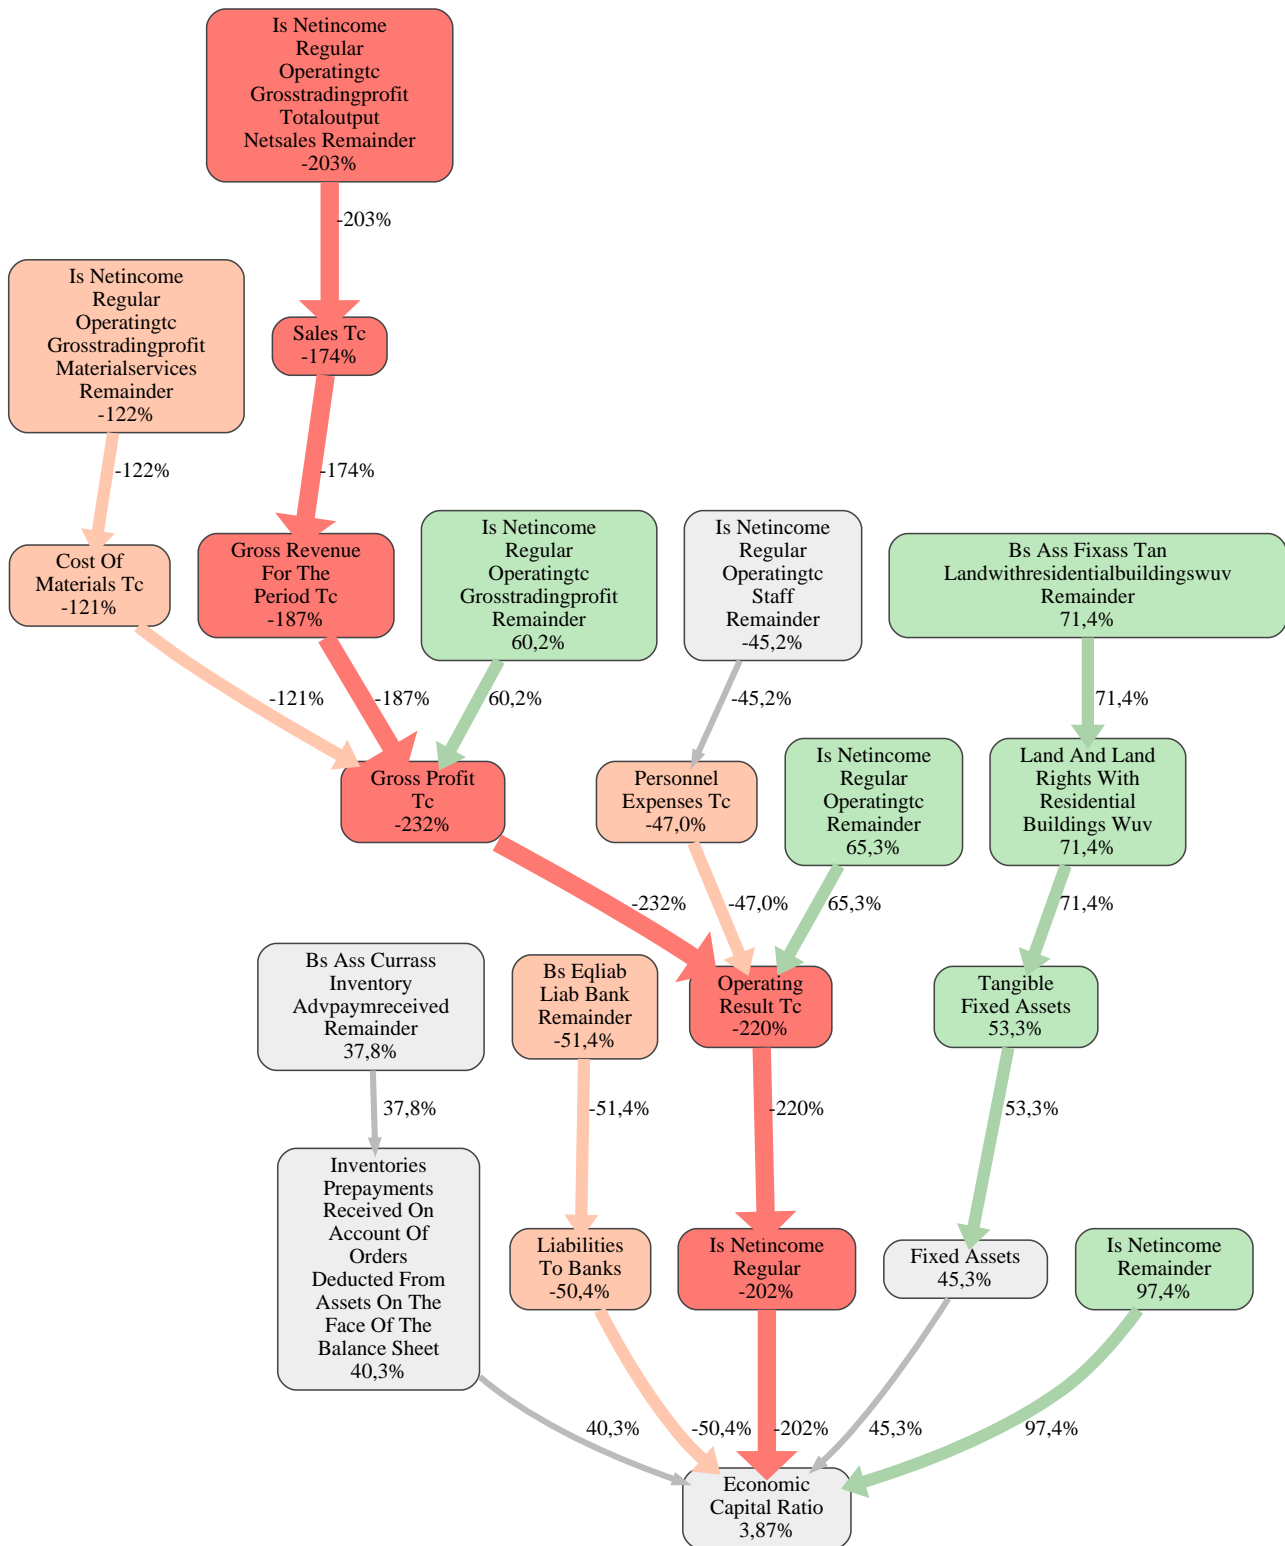 Is Netincome
Regular
Operatingtc
Grosstradingprofit
Totaloutput
Netsales Remainder
-203%
-203%
Is Netincome
Regular
Operatingtc
Grosstradingprofit
Materialservices
Remainder
-122%
Sales Tc
-174%
-122%
-174%
Cost Of
Materials Tc
-121%
Gross Revenue
For The
Period Tc
-187%
Is Netincome
Regular
Operatingtc
Grosstradingprofit
Remainder
60,2%
Is Netincome
Regular
Operatingtc
Staff
Remainder
-45,2%
Bs Ass Fixass Tan
Landwithresidentialbuildingswuv
Remainder
71,4%
-121%
-187%
60,2%
-45,2%
71,4%
Gross Profit
Tc
-232%
Personnel
Expenses Tc
-47,0%
Is Netincome
Regular
Operatingtc
Remainder
65,3%
Land And Land
Rights With
Residential
Buildings Wuv
71,4%
-232%
-47,0%
65,3%
71,4%
Bs Ass Currass
Inventory
Advpaymreceived
Remainder
37,8%
Bs Eqliab
Liab Bank
Remainder
-51,4%
Operating
Result Tc
-220%
Tangible
Fixed Assets
53,3%
37,8%
-51,4%
-220%
53,3%
Inventories
Prepayments
Received On
Account Of
Orders
Deducted From
Assets On The
Face Of The
Balance Sheet
40,3%
Liabilities
To Banks
-50,4%
Is Netincome
Regular
-202%
Fixed Assets
45,3%
Is Netincome
Remainder
97,4%
40,3%
-50,4%
-202%
45,3%
97,4%
Economic
Capital Ratio
3,87%